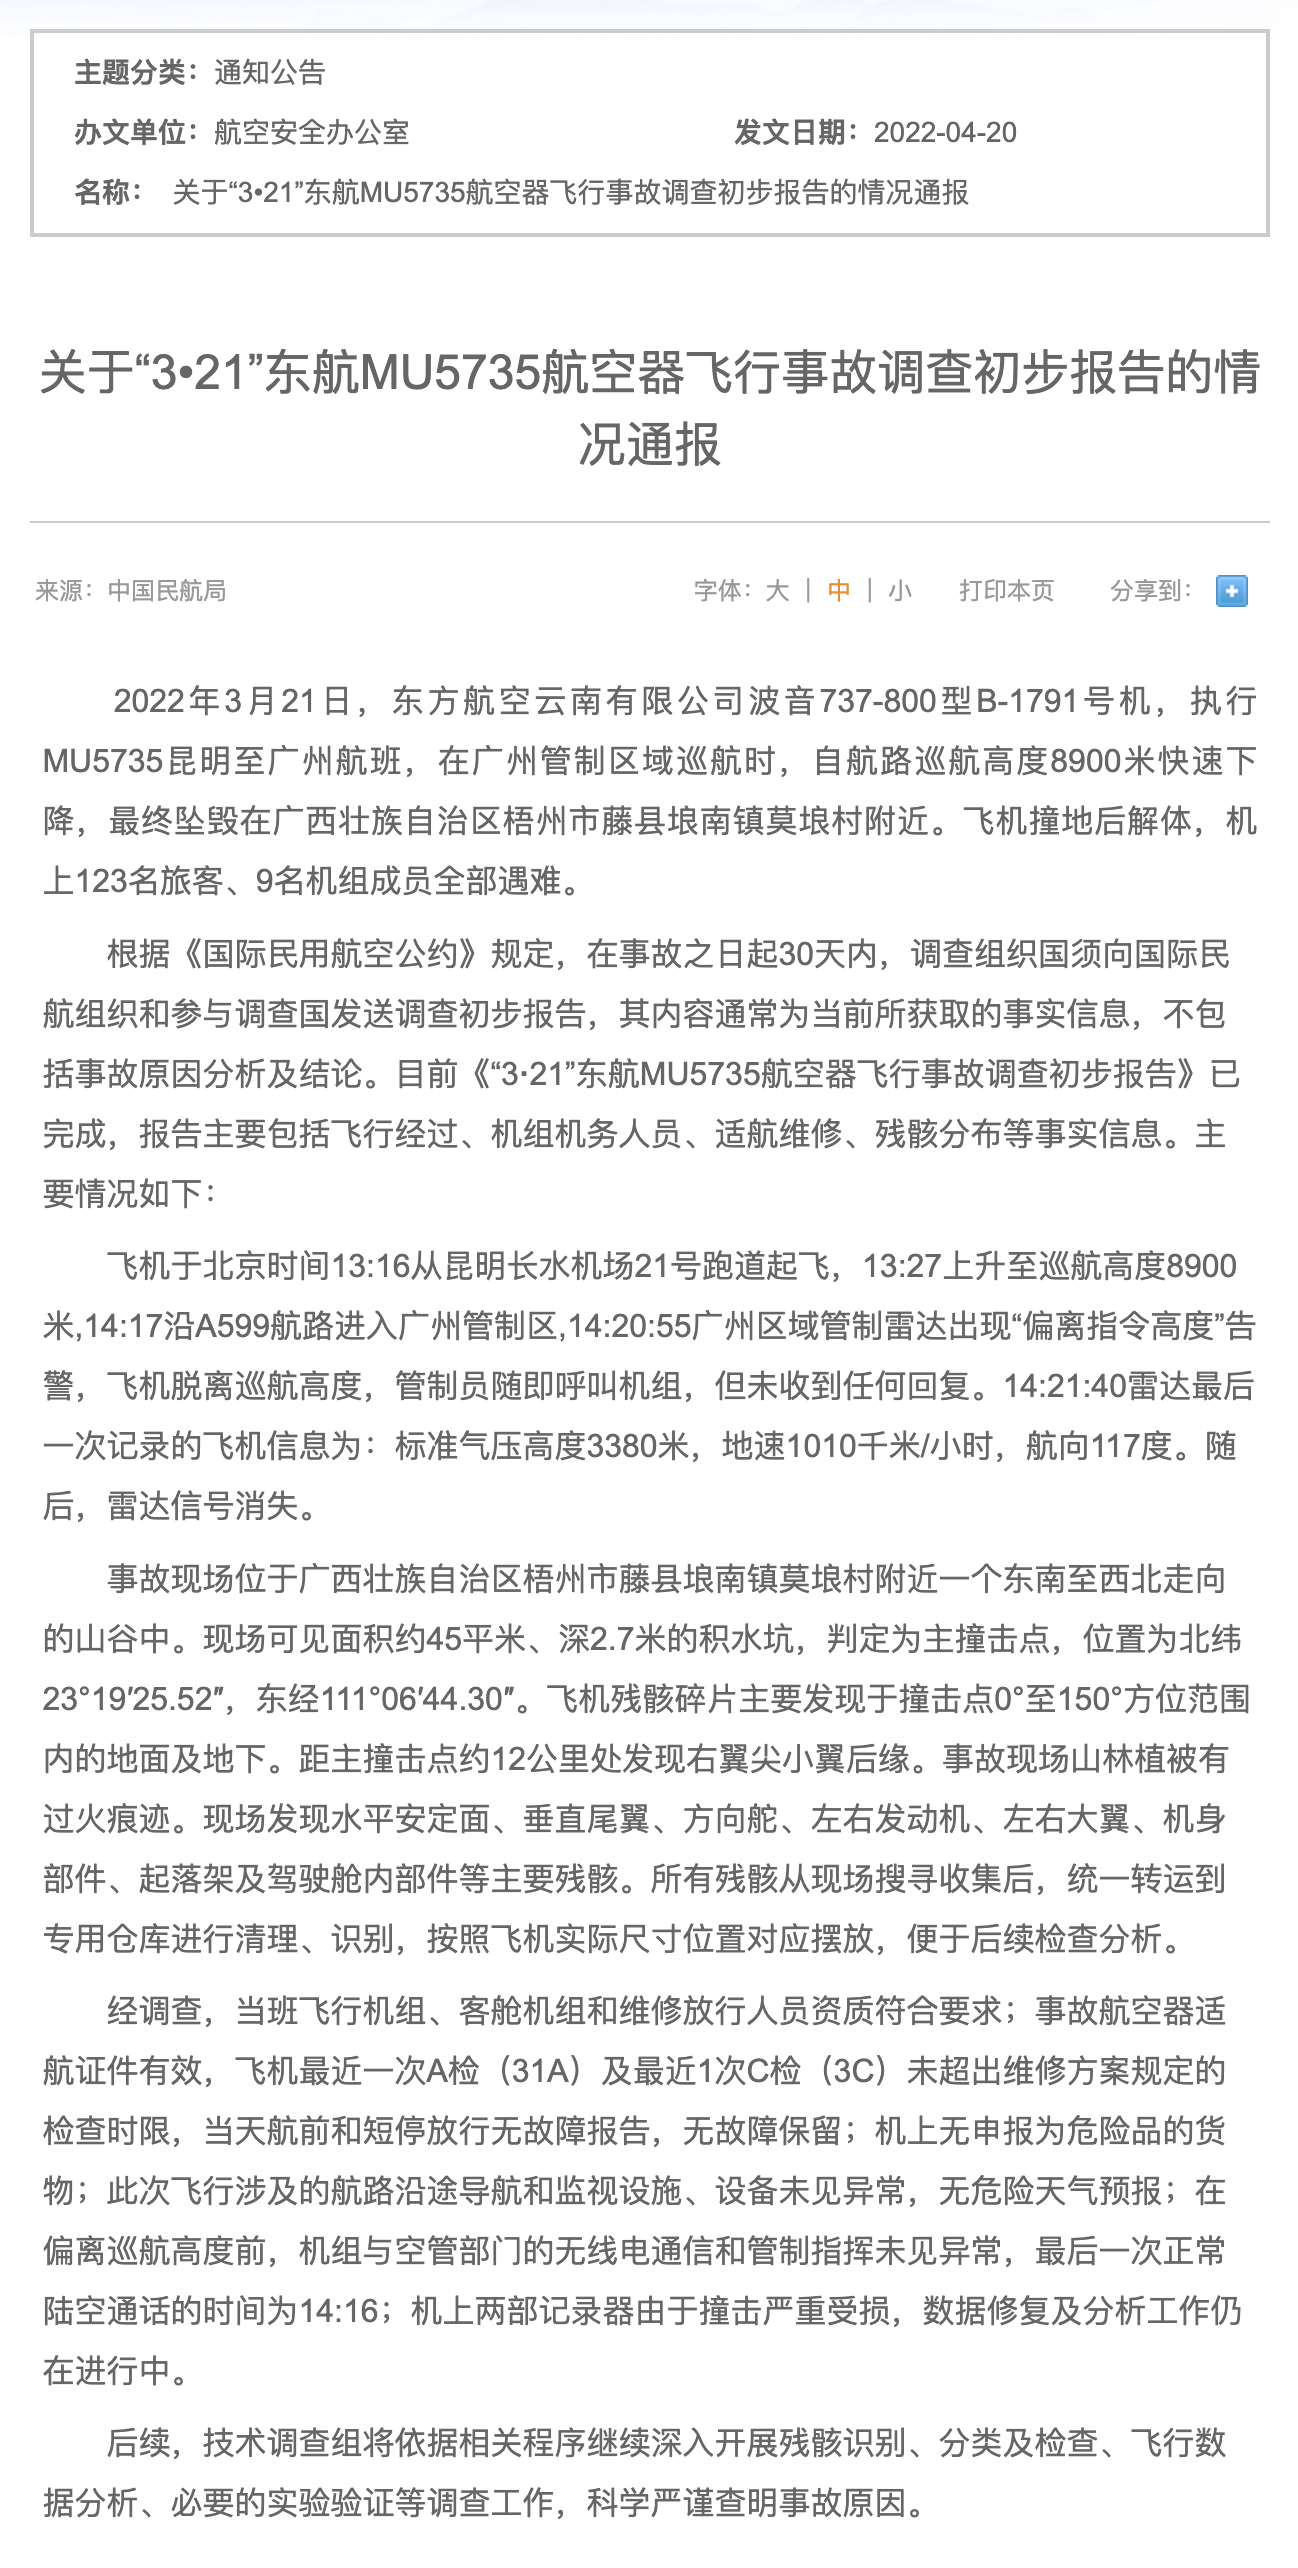 主题分类：通知公告
办文单位：航空安全办公室 发文日期：2022-04-20
名称： 关于“3•21”东航MU5735航空器飞行事故调查初步报告的情况通报
关于“3•21”东航MU5735航空器飞行事故调查初步报告的情
况通报
来源：中国民航局 字体：大 | 中 | 小 打印本页 分享到：
2022年3月21日，东方航空云南有限公司波音737-800型B-1791号机，执行
MU5735昆明至广州航班，在广州管制区域巡航时，自航路巡航高度8900米快速下
降，最终坠毁在广西壮族自治区梧州市藤县埌南镇莫埌村附近。飞机撞地后解体，机
上123名旅客、9名机组成员全部遇难。
根据《国际民用航空公约》规定，在事故之日起30天内，调查组织国须向国际民
航组织和参与调查国发送调查初步报告，其内容通常为当前所获取的事实信息，不包
括事故原因分析及结论。目前《“3·21”东航MU5735航空器飞行事故调查初步报告》已
完成，报告主要包括飞行经过、机组机务人员、适航维修、残骸分布等事实信息。主
要情况如下：
飞机于北京时间13:16从昆明长水机场21号跑道起飞，13:27上升至巡航高度8900
米,14:17沿A599航路进入广州管制区,14:20:55广州区域管制雷达出现“偏离指令高度”告
警，飞机脱离巡航高度，管制员随即呼叫机组，但未收到任何回复。14:21:40雷达最后
一次记录的飞机信息为：标准气压高度3380米，地速1010千米/小时，航向117度。随
后，雷达信号消失。
事故现场位于广西壮族自治区梧州市藤县埌南镇莫埌村附近一个东南至西北走向
的山谷中。现场可见面积约45平米、深2.7米的积水坑，判定为主撞击点，位置为北纬
23°19′25.52″，东经111°06′44.30″。飞机残骸碎片主要发现于撞击点0°至150°方位范围
内的地面及地下。距主撞击点约12公里处发现右翼尖小翼后缘。事故现场山林植被有
过火痕迹。现场发现水平安定面、垂直尾翼、方向舵、左右发动机、左右大翼、机身
部件、起落架及驾驶舱内部件等主要残骸。所有残骸从现场搜寻收集后，统一转运到
专用仓库进行清理、识别，按照飞机实际尺寸位置对应摆放，便于后续检查分析。
经调查，当班飞行机组、客舱机组和维修放行人员资质符合要求；事故航空器适
航证件有效，飞机最近一次A检（31A）及最近1次C检（3C）未超出维修方案规定的
检查时限，当天航前和短停放行无故障报告，无故障保留；机上无申报为危险品的货
物；此次飞行涉及的航路沿途导航和监视设施、设备未见异常，无危险天气预报；在
偏离巡航高度前，机组与空管部门的无线电通信和管制指挥未见异常，最后一次正常
陆空通话的时间为14:16；机上两部记录器由于撞击严重受损，数据修复及分析工作仍
在进行中。
后续，技术调查组将依据相关程序继续深入开展残骸识别、分类及检查、飞行数
据分析、必要的实验验证等调查工作，科学严谨查明事故原因。